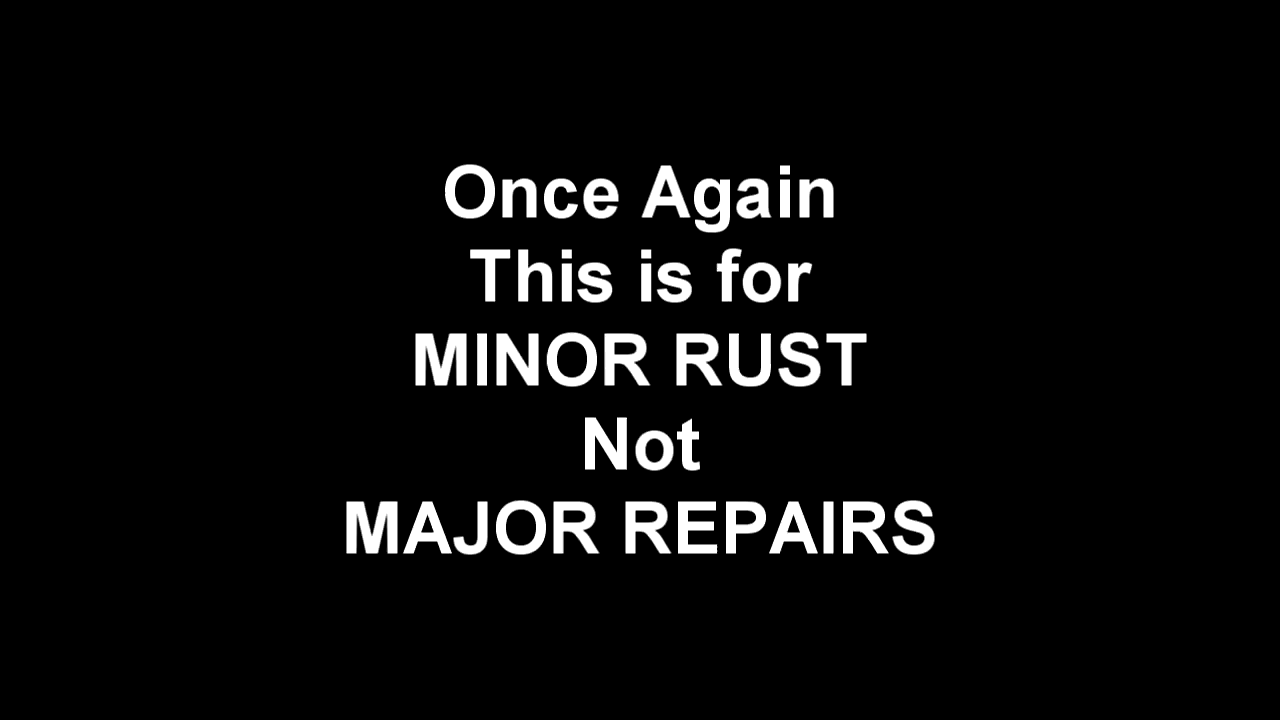 Once Again
This is for
MINOR RUST
Not
MAJOR REPAIRS